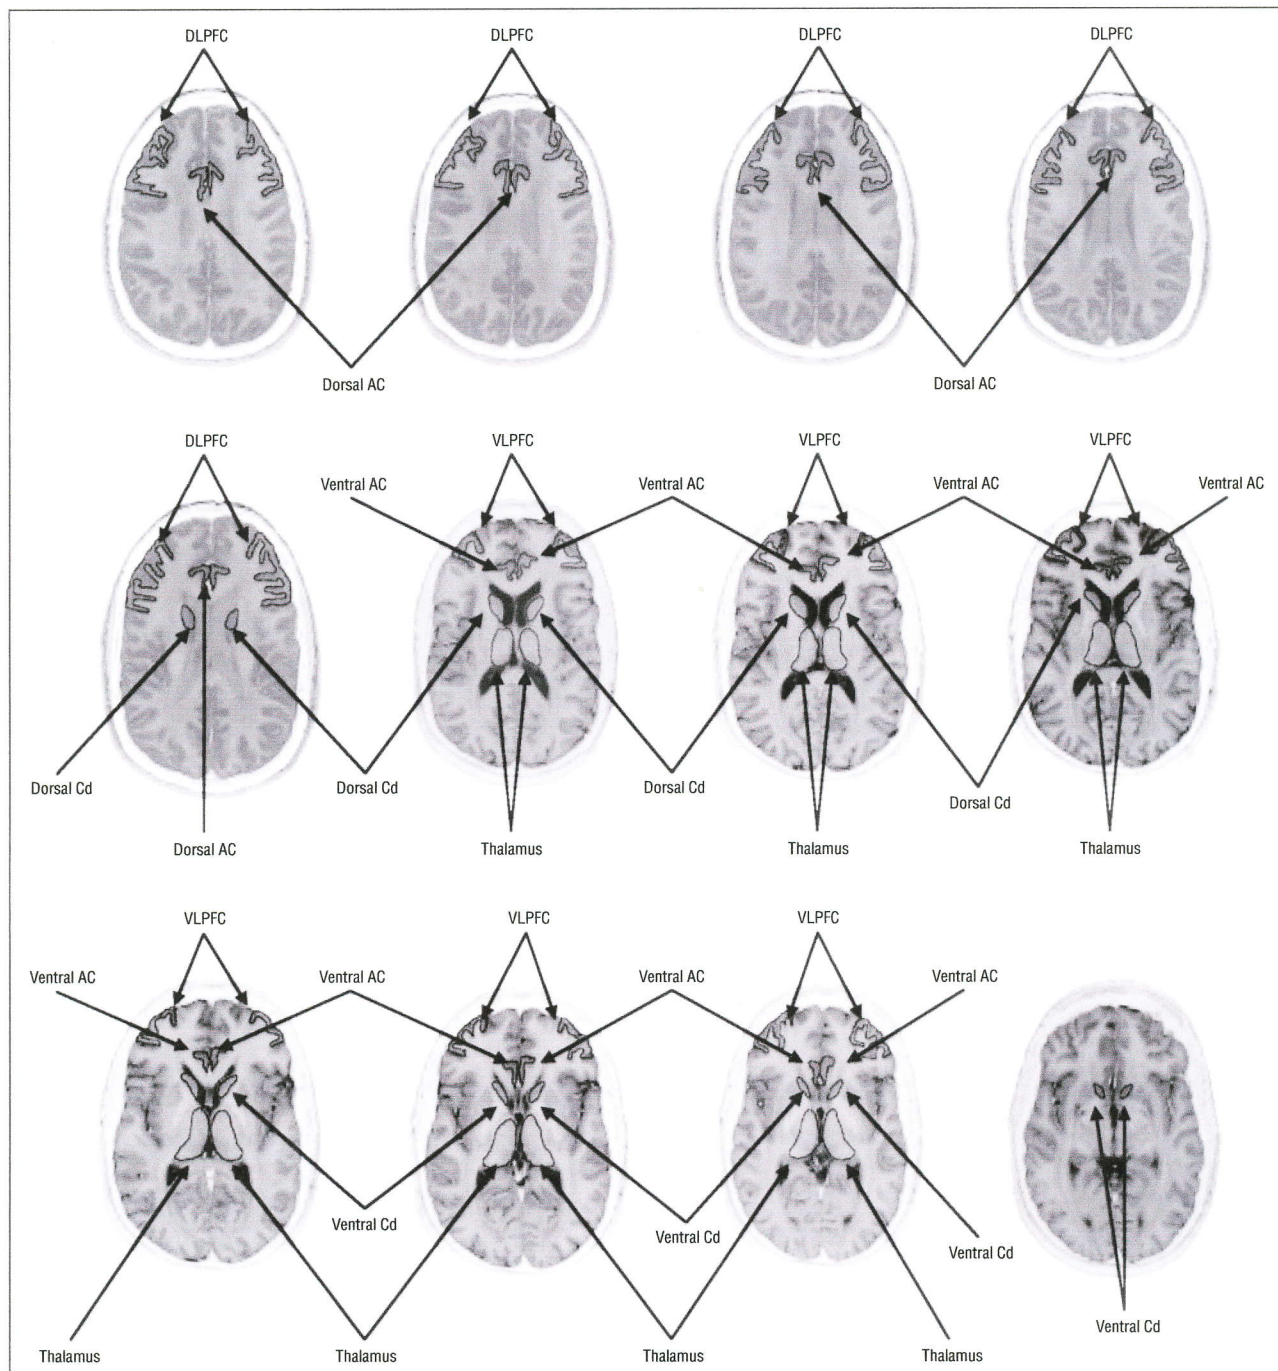 DLPFC DLPFC DLPFC DLPFC
Dorsal AC Dorsal AC
DLPFC VLPFC VLPFC VLPFC
Ventral AC Ventral AC Ventral AC Ventral AC
Dorsal Cd Dorsal Cd Dorsal Cd Dorsal Cd
Dorsal AC Thalamus Thalamus Thalamus
VLPFC VLPFC VLPFC
Ventral AC Ventral AC Ventral AC Ventral AC
Ventral Cd Ventral Cd Ventral Cd
Ventral Cd
Thalamus Thalamus Thalamus Thalamus